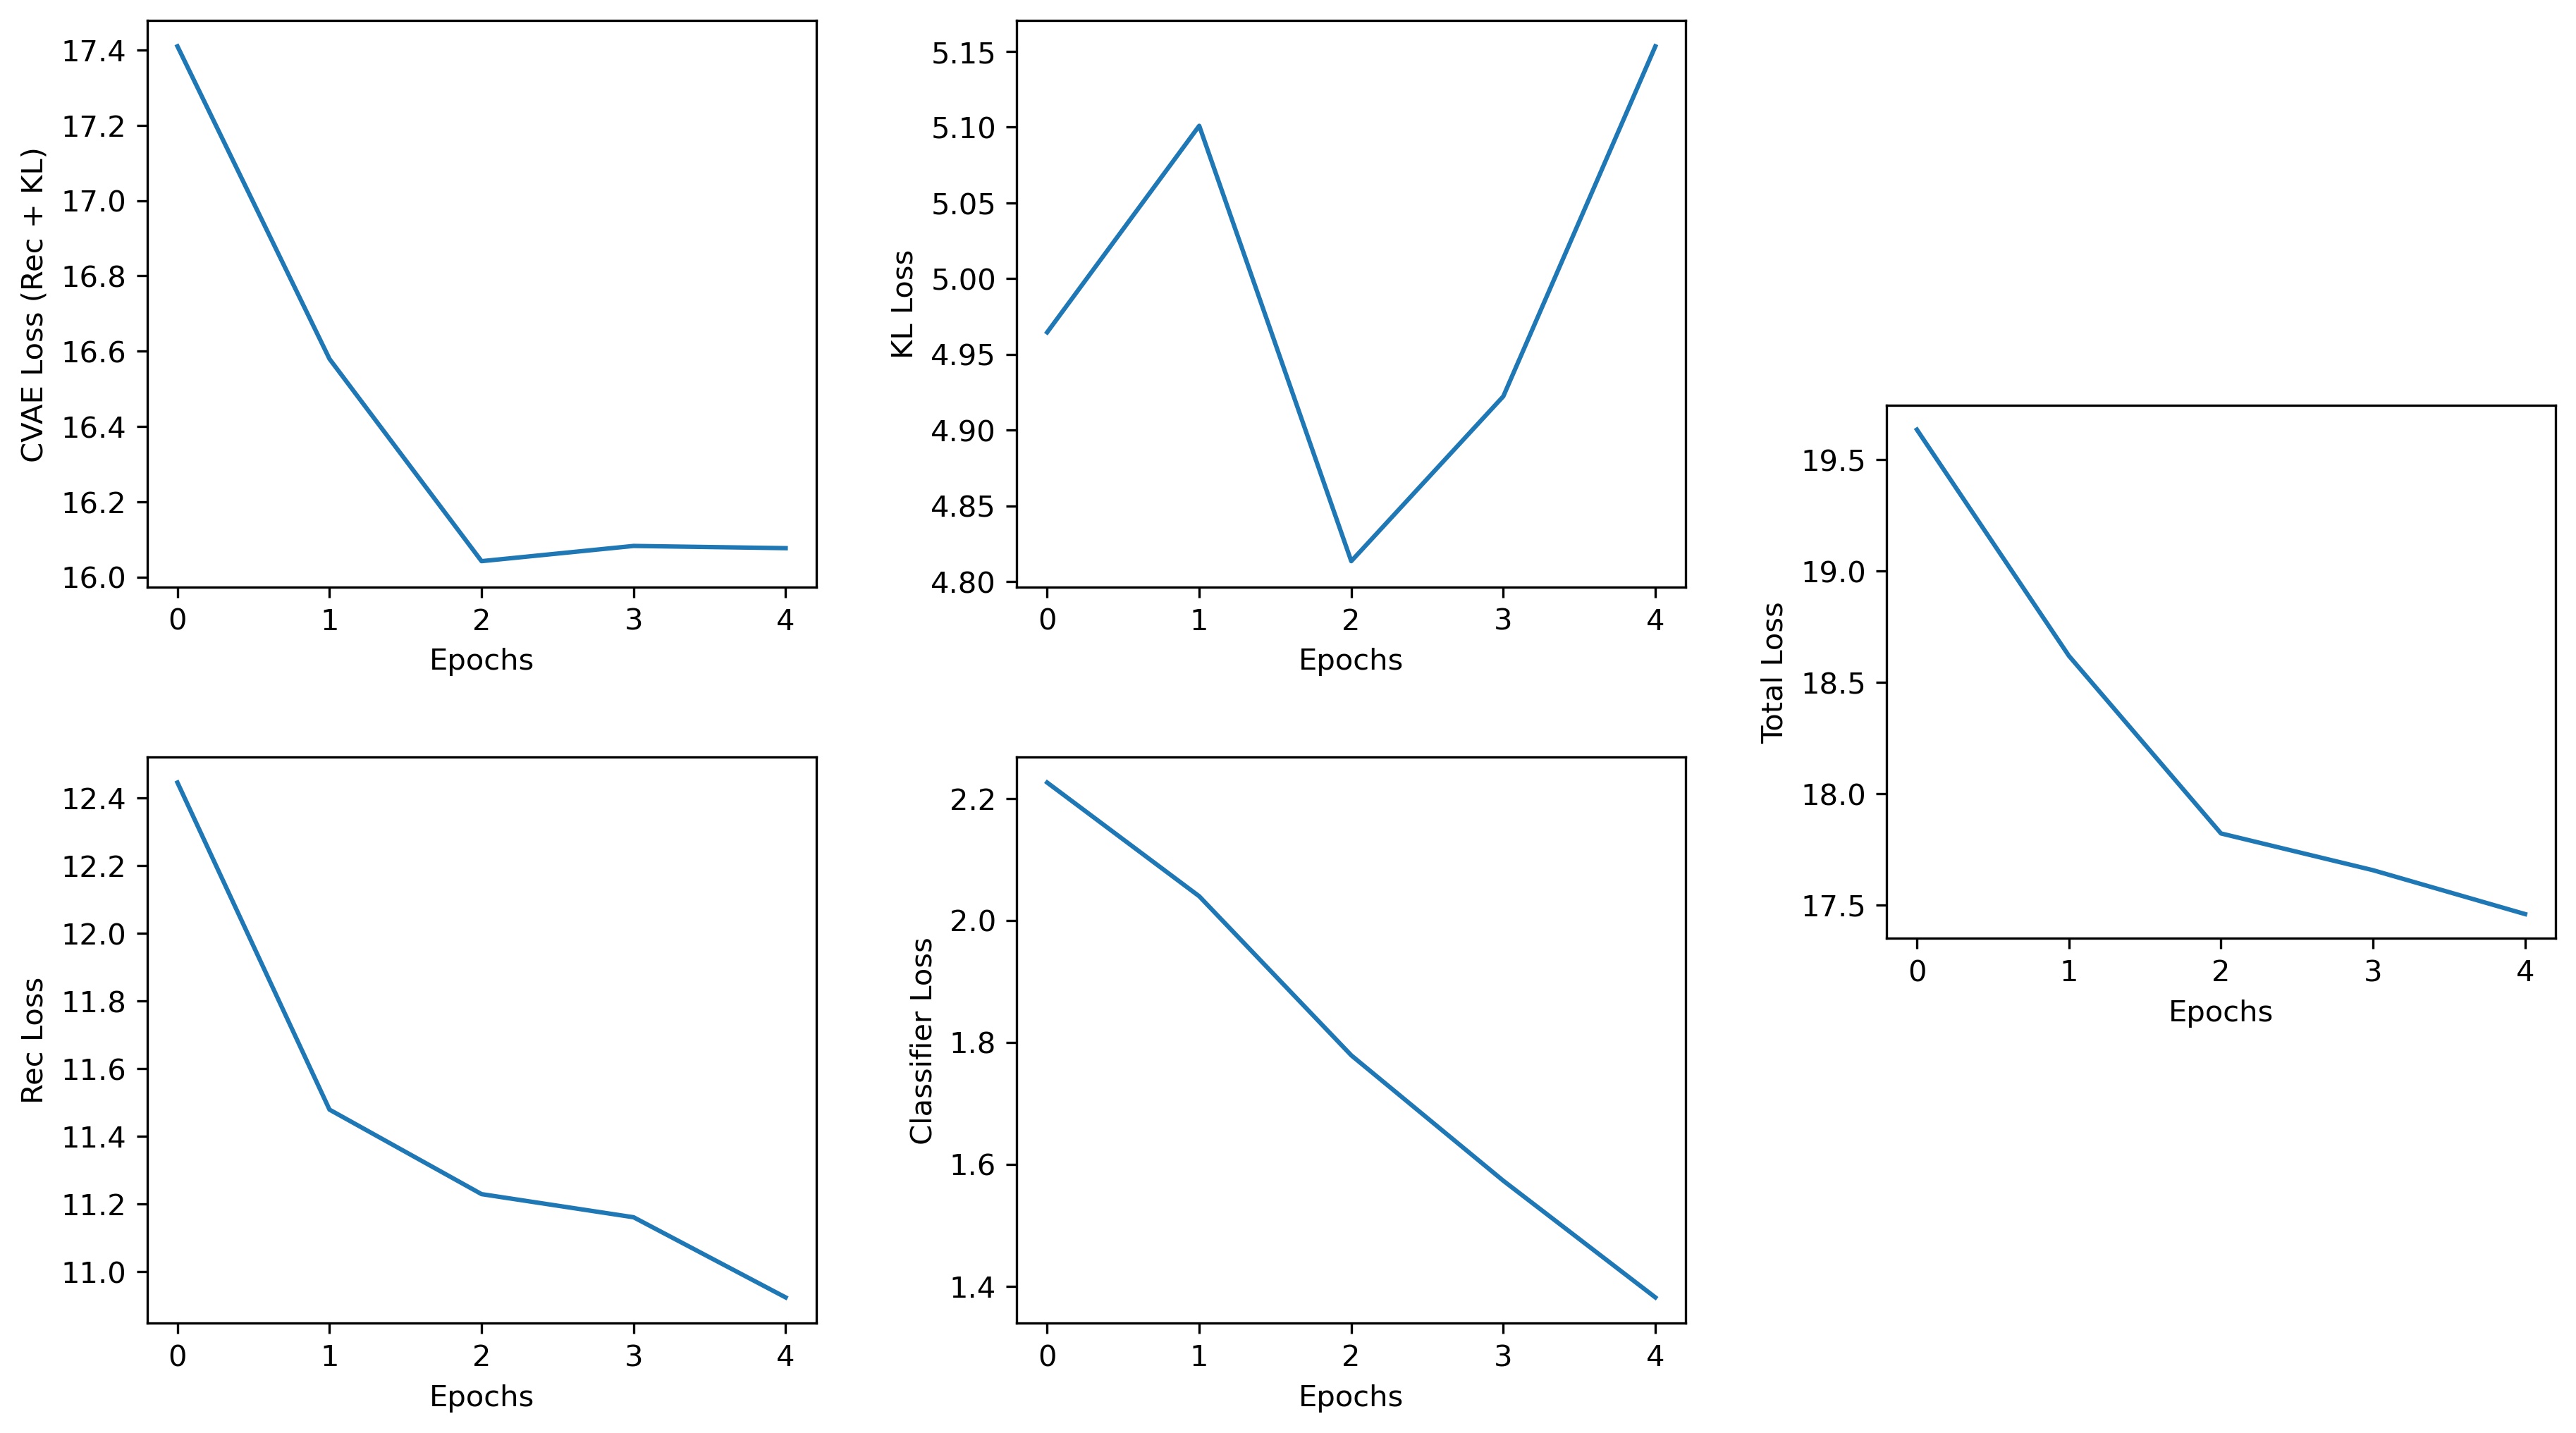 CVAE Loss (Rec + KL)
17.4
17.2
17.0
16.8
16.6
16.4
16.2
16.0
0 1 2 3 4
Epochs
KL Loss
5.15
5.10
5.05
5.00
4.95
4.90
4.85
4.80
0 1 2 3 4
Epochs
Rec Loss
12.4
12.2
12.0
11.8
11.6
11.4
11.2
11.0
0 1 2 3 4
Epochs
Classifier Loss
2.2
2.0
1.8
1.6
1.4
0 1 2 3 4
Epochs
Total Loss
19.5
19.0
18.5
18.0
17.5
0 1 2 3 4
Epochs